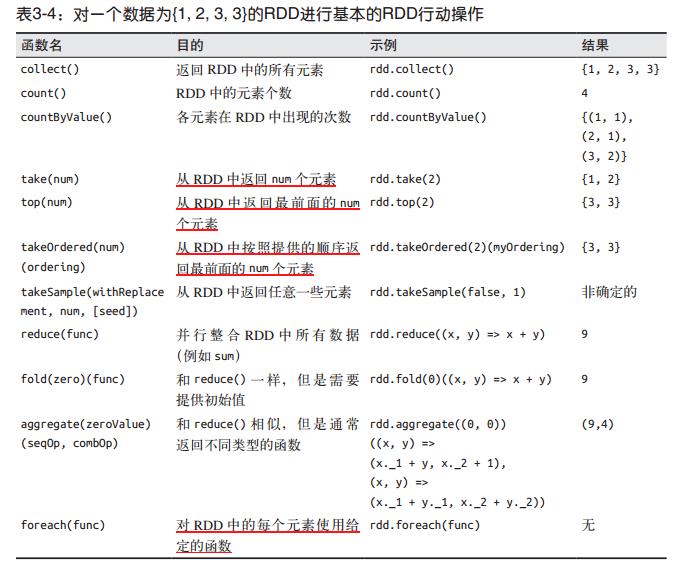 表3-4：对一个数据为{1, 2, 3, 3}的RDD进行基本的RDD行动操作
函数名 目的 示例 结果
collect() 返回 RDD 中的所有元素 rdd.collect() {1, 2, 3, 3}
count() RDD 中的元素个数 rdd.count() 4
countByValue() 各元素在 RDD 中出现的次数 rdd.countByValue() {(1, 1),
(2, 1),
(3, 2)}
take(num) 从 RDD 中返回 num 个元素 rdd.take(2) {1, 2}
top(num) 从 RDD 中返回最前面的 num rdd.top(2) {3, 3}
个元素
takeOrdered(num) 从 RDD 中按照提供的顺序返 rdd.takeOrdered(2)(myOrdering) {3, 3}
(ordering) 回最前面的 num 个元素
takeSample(withReplace 从 RDD 中返回任意一些元素 rdd.takeSample(false, 1) 非确定的
ment, num, [seed])
reduce(func) 并行整合 RDD 中所有数据 rdd.reduce((x, y) => x + y) 9
(例如 sum)
fold(zero)(func) 和 reduce() 一样，但是需要 rdd.fold(0)((x, y) => x + y) 9
提供初始值
aggregate(zeroValue) 和 reduce() 相似，但是通常 rdd.aggregate((0, 0)) (9,4)
(seqOp, combOp) 返回不同类型的函数 ((x, y) =>
(x._1 + y, x._2 + 1),
(x, y) =>
(x._1 + y._1, x._2 + y._2))
foreach(func) 对 RDD 中的每个元素使用给 rdd.foreach(func) 无
定的函数